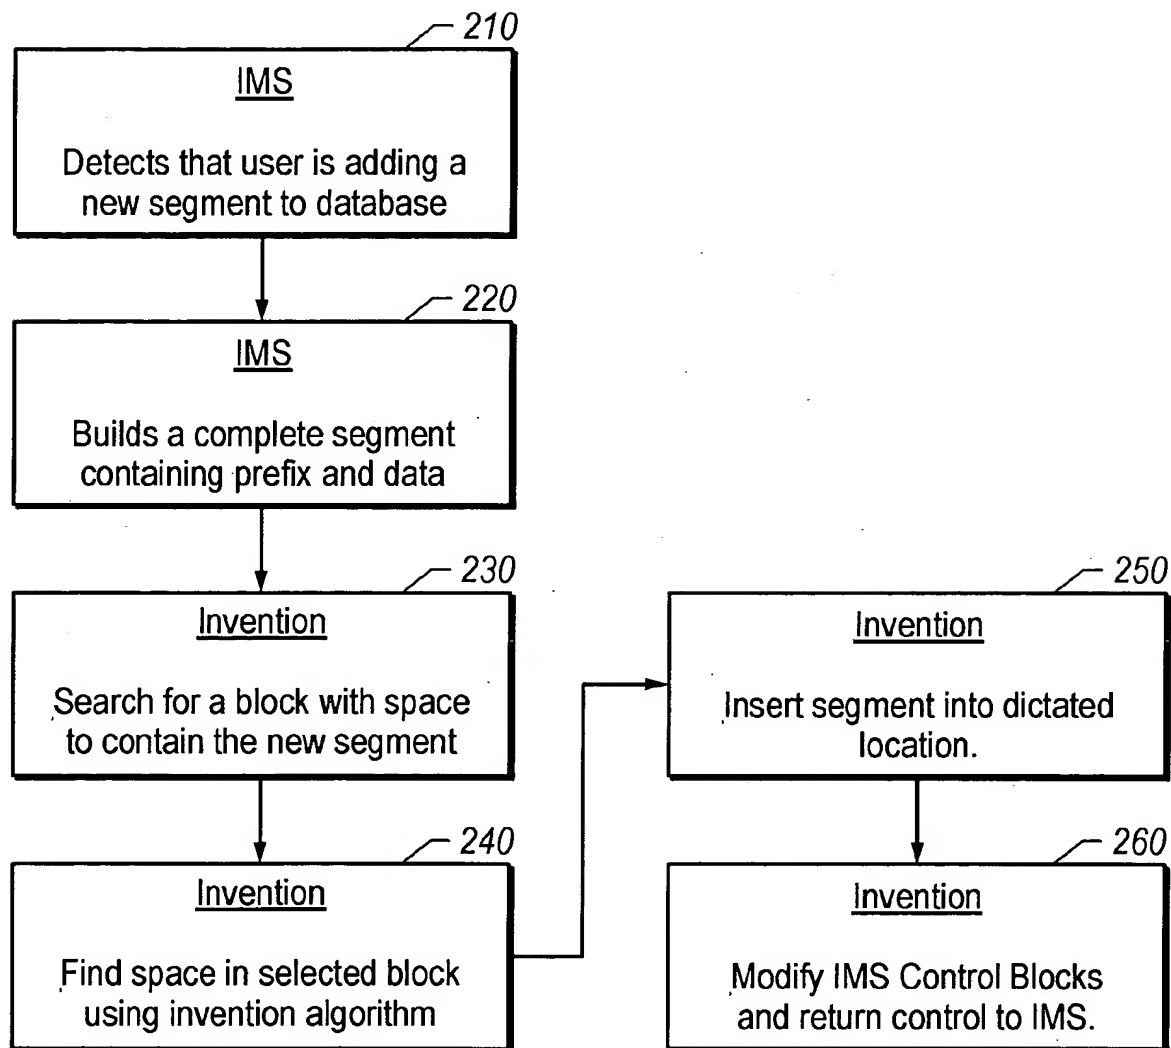 210
IMS
Detects that user is adding a
new segment to database
220
IMS
Builds a complete segment
containing prefix and data
230
Invention
Search for a block with space
to contain the new segment
240
Invention
Find space in selected block
using invention algorithm
250
Invention
Insert segment into dictated
location.
260
Invention
Modify IMS Control Blocks
and return control to IMS.